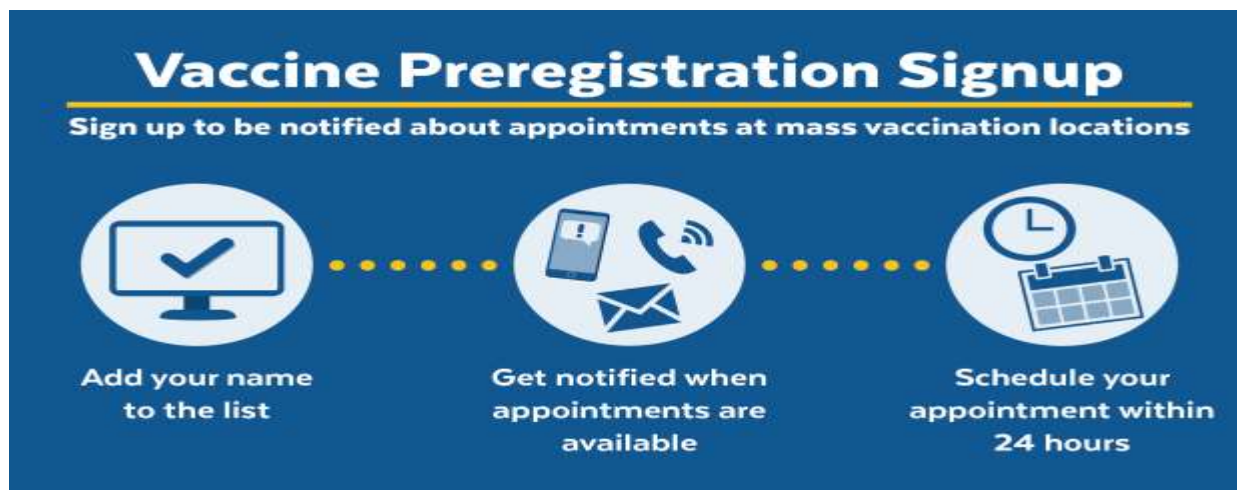 Vaccine Preregistration Signup
Sign up to be notified about appointments at mass vaccination locations
Add your name
to the list
Get notified when
appointments are
available
Schedule your
appointment within
24 hours